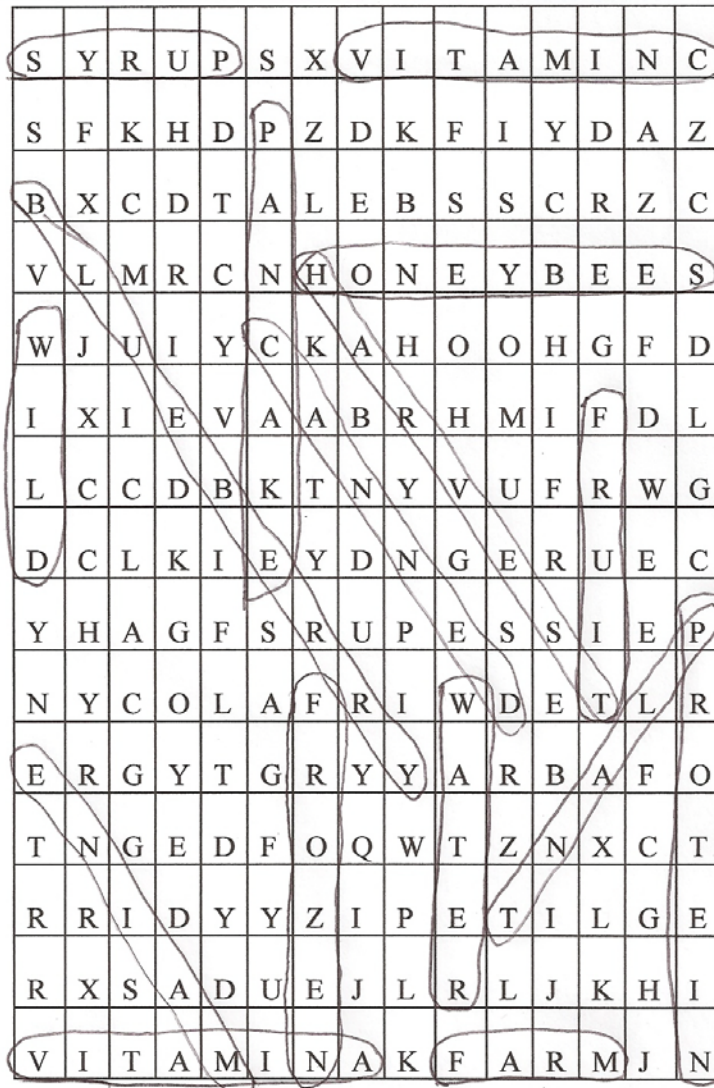 S Y R U P S X V I T A M I N C
S F K H D P Z D K F I Y D A Z
B X C D T A L E B S S C R Z C
V L M R C N H O N E Y B E E S
W J U I Y C K A H O O H G F D
I X I E V A A B R H M I F D L
L C C D B K T N Y V U F R W G
D C L K I E Y D N G E R U E C
Y H A G F S R U P E S S I E P
N Y C O L A F R I W D E T L R
E R G Y T G R Y Y A R B A F O
T N G E D F O Q W T Z N X C T
R R I D Y Y Z I P E T I L G E
R X S A D U E J L R L J K H I
V I T A M I N A K F A R M J N